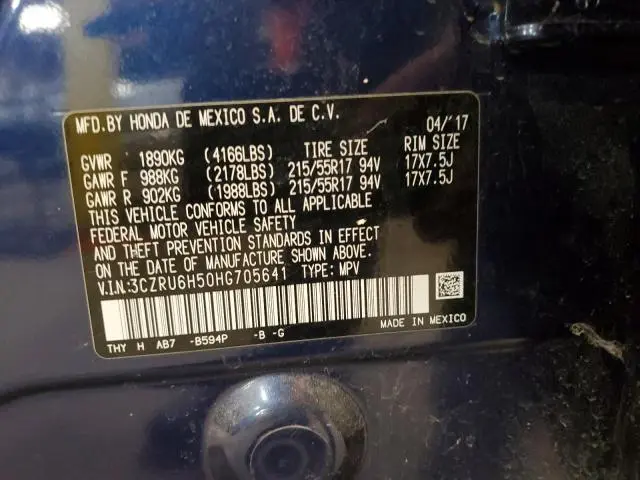 MFD.BY HONDA DE MEXICO S.A. DE C.V. 04/'17
GVWR 1890KG (4166LBS) TIRE SIZE RIM SIZE
GAWR F 988KG (2178LBS) 215/55R17 94V 17X7.5J
GAWR R 902KG (1988LBS) 215/55R17 94V 17X7.5J
THIS VEHICLE CONFORMS TO ALL APPLICABLE
FEDERAL MOTOR VEHICLE SAFETY
AND THEFT PREVENTION STANDARDS IN EFFECT
ON THE DATE OF MANUFACTURE SHOWN ABOVE.
V.I.N.:3CZRU6H50HG705641 TYPE: MPV
THY H AB7 -B594P -B -G MADE IN MEXICO